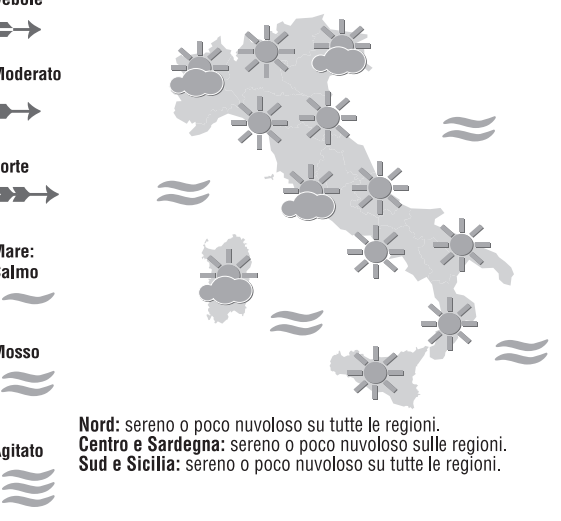 Moderato
Mare:
Mosso
Nord: sereno o poco nuvoloso su tutte le regioni.
Centro e Sardegna: sereno o poco nuvoloso sulle regioni.
Sud e Sicilia: sereno o poco nuvoloso su tutte le regioni.